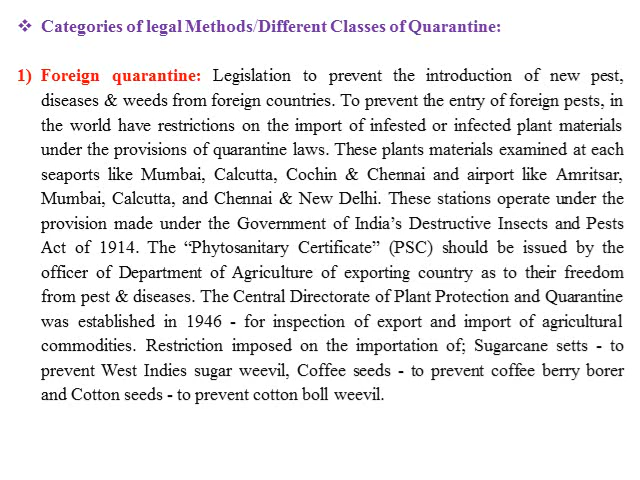 ❖ Categories of legal Methods/Different Classes of Quarantine:
1) Foreign quarantine: Legislation to prevent the introduction of new pest,
diseases & weeds from foreign countries. To prevent the entry of foreign pests, in
the world have restrictions on the import of infested or infected plant materials
under the provisions of quarantine laws. These plants materials examined at each
seaports like Mumbai, Calcutta, Cochin & Chennai and airport like Amritsar,
Mumbai, Calcutta, and Chennai & New Delhi. These stations operate under the
provision made under the Government of India’s Destructive Insects and Pests
Act of 1914. The “Phytosanitary Certificate” (PSC) should be issued by the
officer of Department of Agriculture of exporting country as to their freedom
from pest & diseases. The Central Directorate of Plant Protection and Quarantine
was established in 1946 - for inspection of export and import of agricultural
commodities. Restriction imposed on the importation of; Sugarcane setts - to
prevent West Indies sugar weevil, Coffee seeds - to prevent coffee berry borer
and Cotton seeds - to prevent cotton boll weevil.